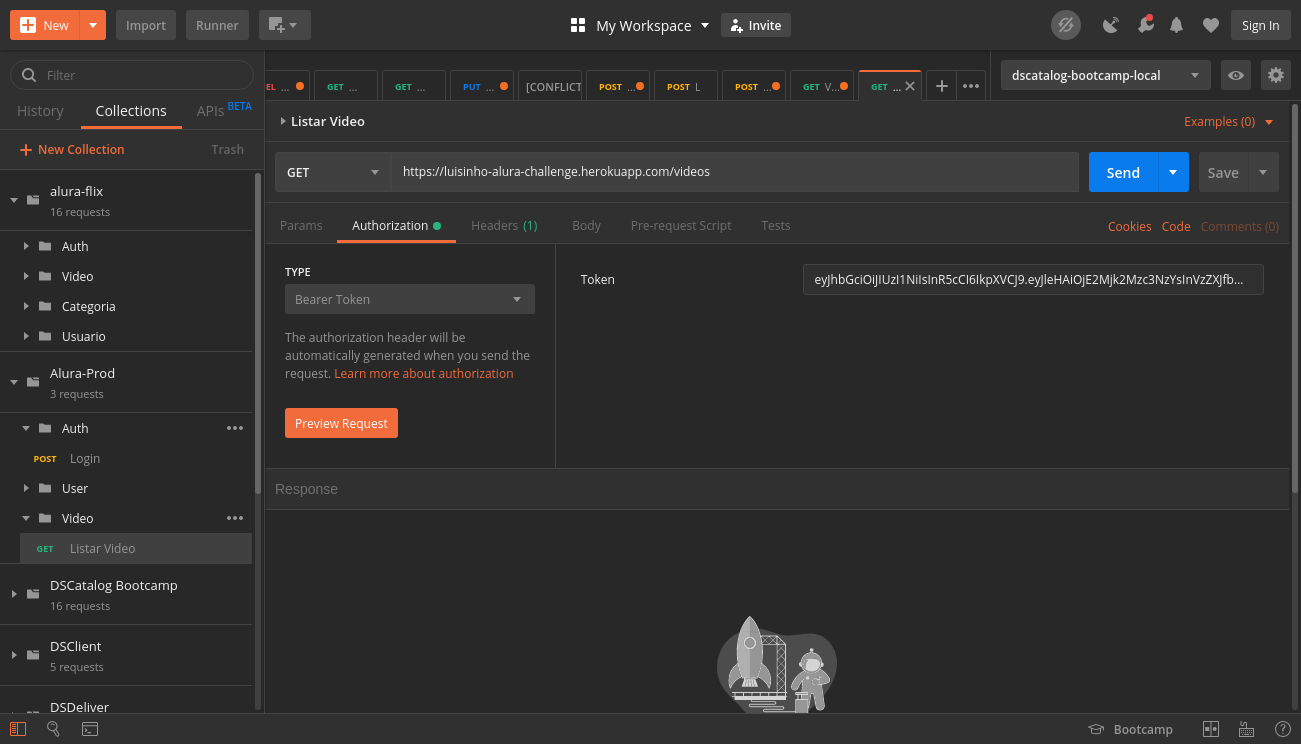 New
Import
Runner
My Workspace
Invite
Sign In
Filter
History
Collections
APIs BETA
New Collection
Trash
alura-flix
16 requests
Auth
Video
Categoria
Usuario
Alura-Prod
3 requests
Auth
POST Login
User
Video
GET Listar Video
DSCatalog Bootcamp
16 requests
DSClient
5 requests
DSDeliver
EL ...
GET ...
GET ...
PUT ...
[CONFLICT
POST ...
POST L
POST ...
GET V...
GET ...
dscatalog-bootcamp-local
Listar Video
Examples (0)
GET
https://luisinho-alura-challenge.herokuapp.com/videos
Send
Save
Params
Authorization
Headers (1)
Body
Pre-request Script
Tests
Cookies
Code
Comments (0)
TYPE
Bearer Token
The authorization header will be
automatically generated when you send the
request. Learn more about authorization
Preview Request
Token
Response
Bootcamp